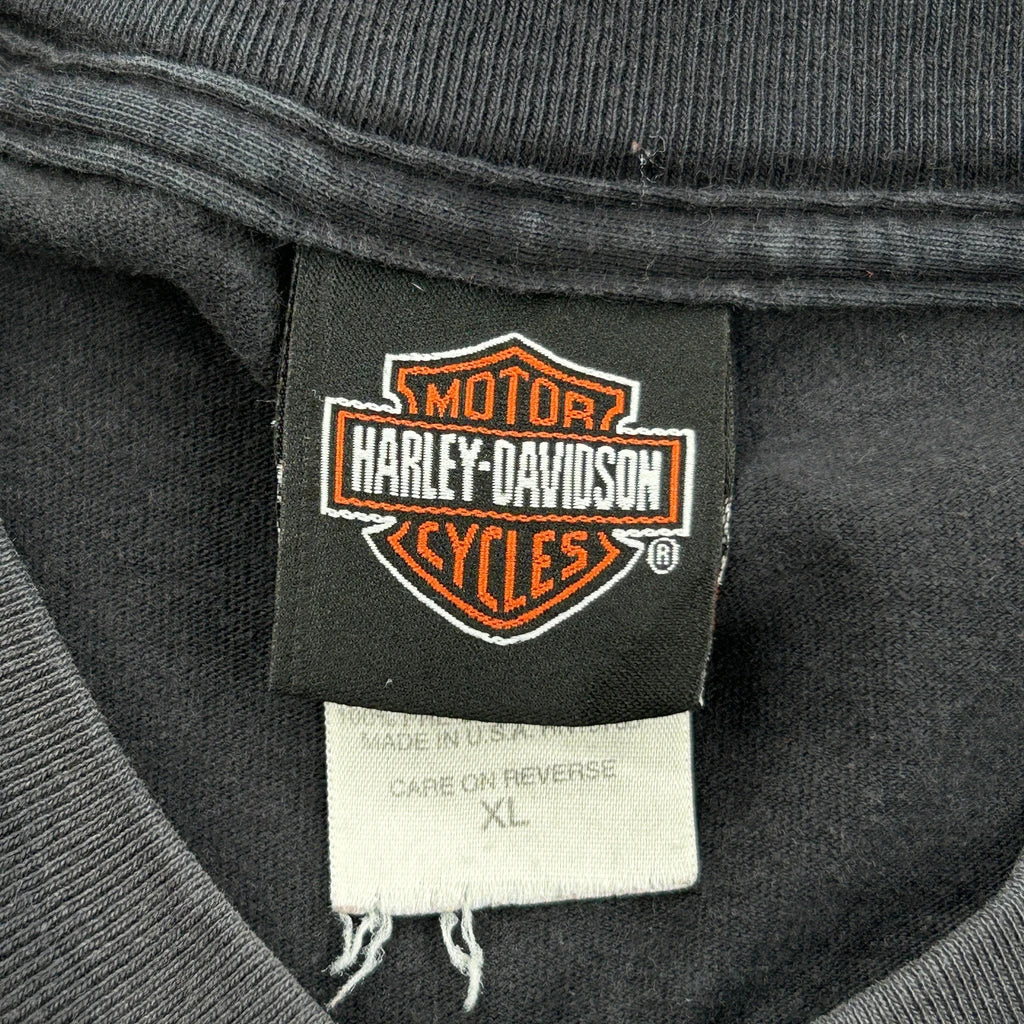 MOTOR
HARLEY-DAVIDSON
CYCLES
®
MADE IN U.S.A.
CARE ON REVERSE
XL